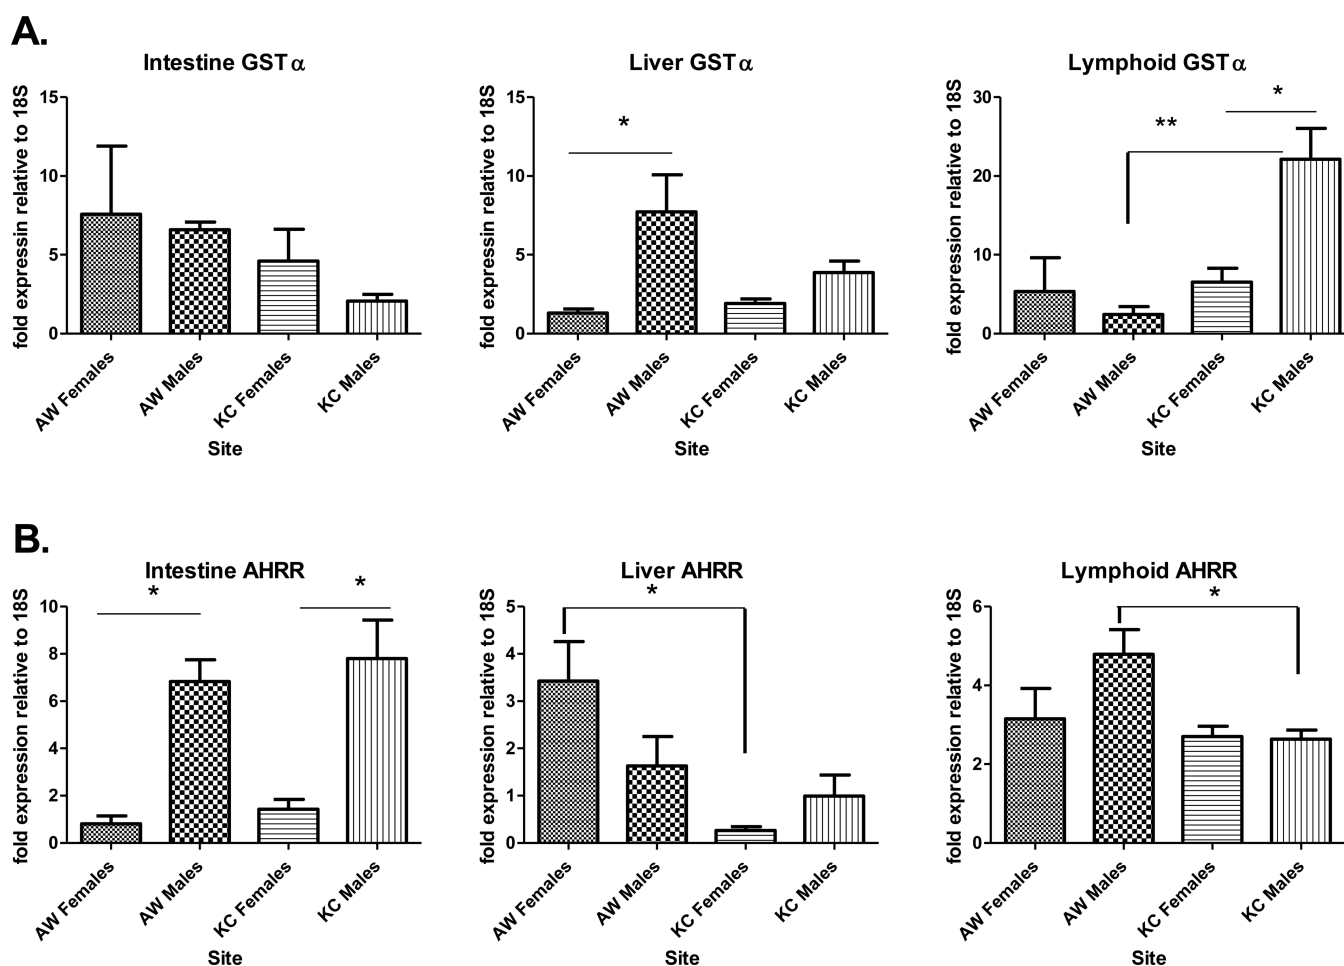 A.
Intestine GSTα
fold expressin relative to 18S
15
10
5
0
AW Females
AW Males
KC Females
KC Males
Site
Liver GSTα
fold expression relative to 18S
15
10
5
0
*
AW Females
AW Males
KC Females
KC Males
Site
Lymphoid GSTα
fold expression relative to 18S
30
20
10
0
**
*
AW Females
AW Males
KC Females
KC Males
Site
B.
Intestine AHRR
fold expression relative to 18S
10
8
6
4
2
0
*
*
AW Females
AW Males
KC Females
KC Males
Site
Liver AHRR
fold expression relative to 18S
5
4
3
2
1
0
*
AW Females
AW Males
KC Females
KC Males
Site
Lymphoid AHRR
fold expression relative to 18S
6
4
2
0
*
AW Females
AW Males
KC Females
KC Males
Site